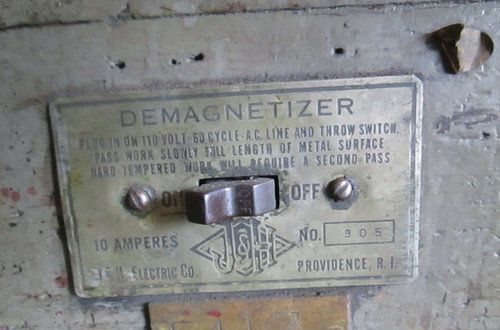 DEMAGNETIZER
PLUG IN ON 110 VOLT-60 CYCLE-A.C. LINE AND THROW SWITCH.
PASS WORK SLOWLY FULL LENGTH OF METAL SURFACE
HARD-TEMPERED WORK WILL REQUIRE A SECOND PASS
ON OFF
10 AMPERES J&H NO. 905
J&H ELECTRIC CO. PROVIDENCE, R.I.